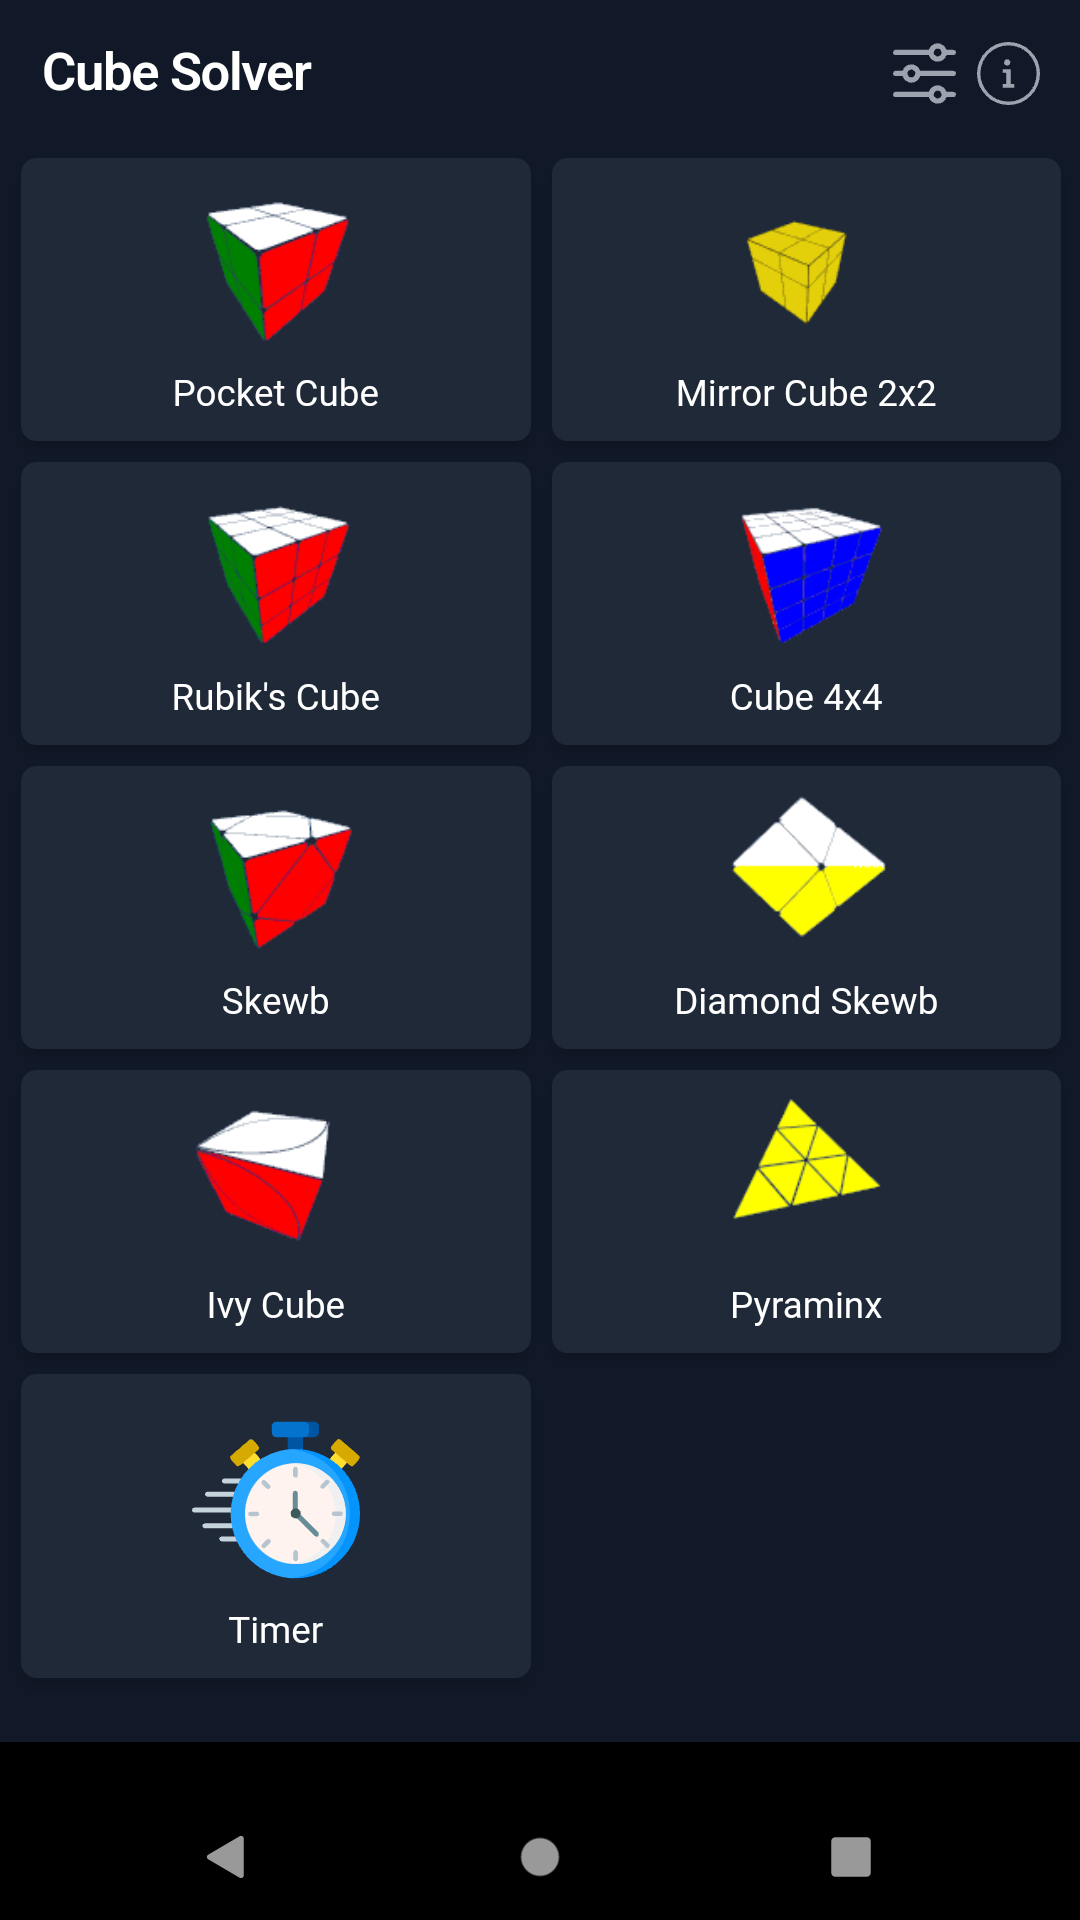 Cube Solver
Pocket Cube
Mirror Cube 2x2
Rubik's Cube
Cube 4x4
Skewb
Diamond Skewb
Ivy Cube
Pyraminx
Timer